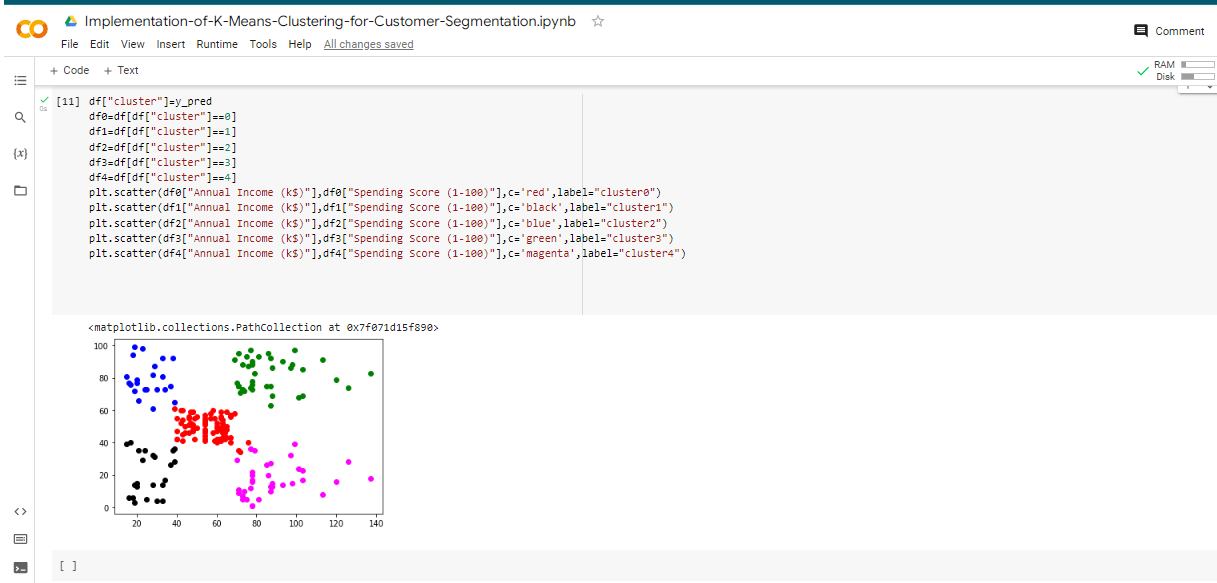 Implementation-of-K-Means-Clustering-for-Customer-Segmentation.ipynb
Comment
File Edit View Insert Runtime Tools Help All changes saved
+ Code + Text
RAM
Disk
0s
[11] df["cluster"]=y_pred
df0=df[df["cluster"]==0]
df1=df[df["cluster"]==1]
df2=df[df["cluster"]==2]
df3=df[df["cluster"]==3]
df4=df[df["cluster"]==4]
plt.scatter(df0["Annual Income (k$)"],df0["Spending Score (1-100)"],c='red',label="cluster0")
plt.scatter(df1["Annual Income (k$)"],df1["Spending Score (1-100)"],c='black',label="cluster1")
plt.scatter(df2["Annual Income (k$)"],df2["Spending Score (1-100)"],c='blue',label="cluster2")
plt.scatter(df3["Annual Income (k$)"],df3["Spending Score (1-100)"],c='green',label="cluster3")
plt.scatter(df4["Annual Income (k$)"],df4["Spending Score (1-100)"],c='magenta',label="cluster4")
{x}
<matplotlib.collections.PathCollection at 0x7f071d15f890>
100
80
60
40
20
0
20 40 60 80 100 120 140
[ ]